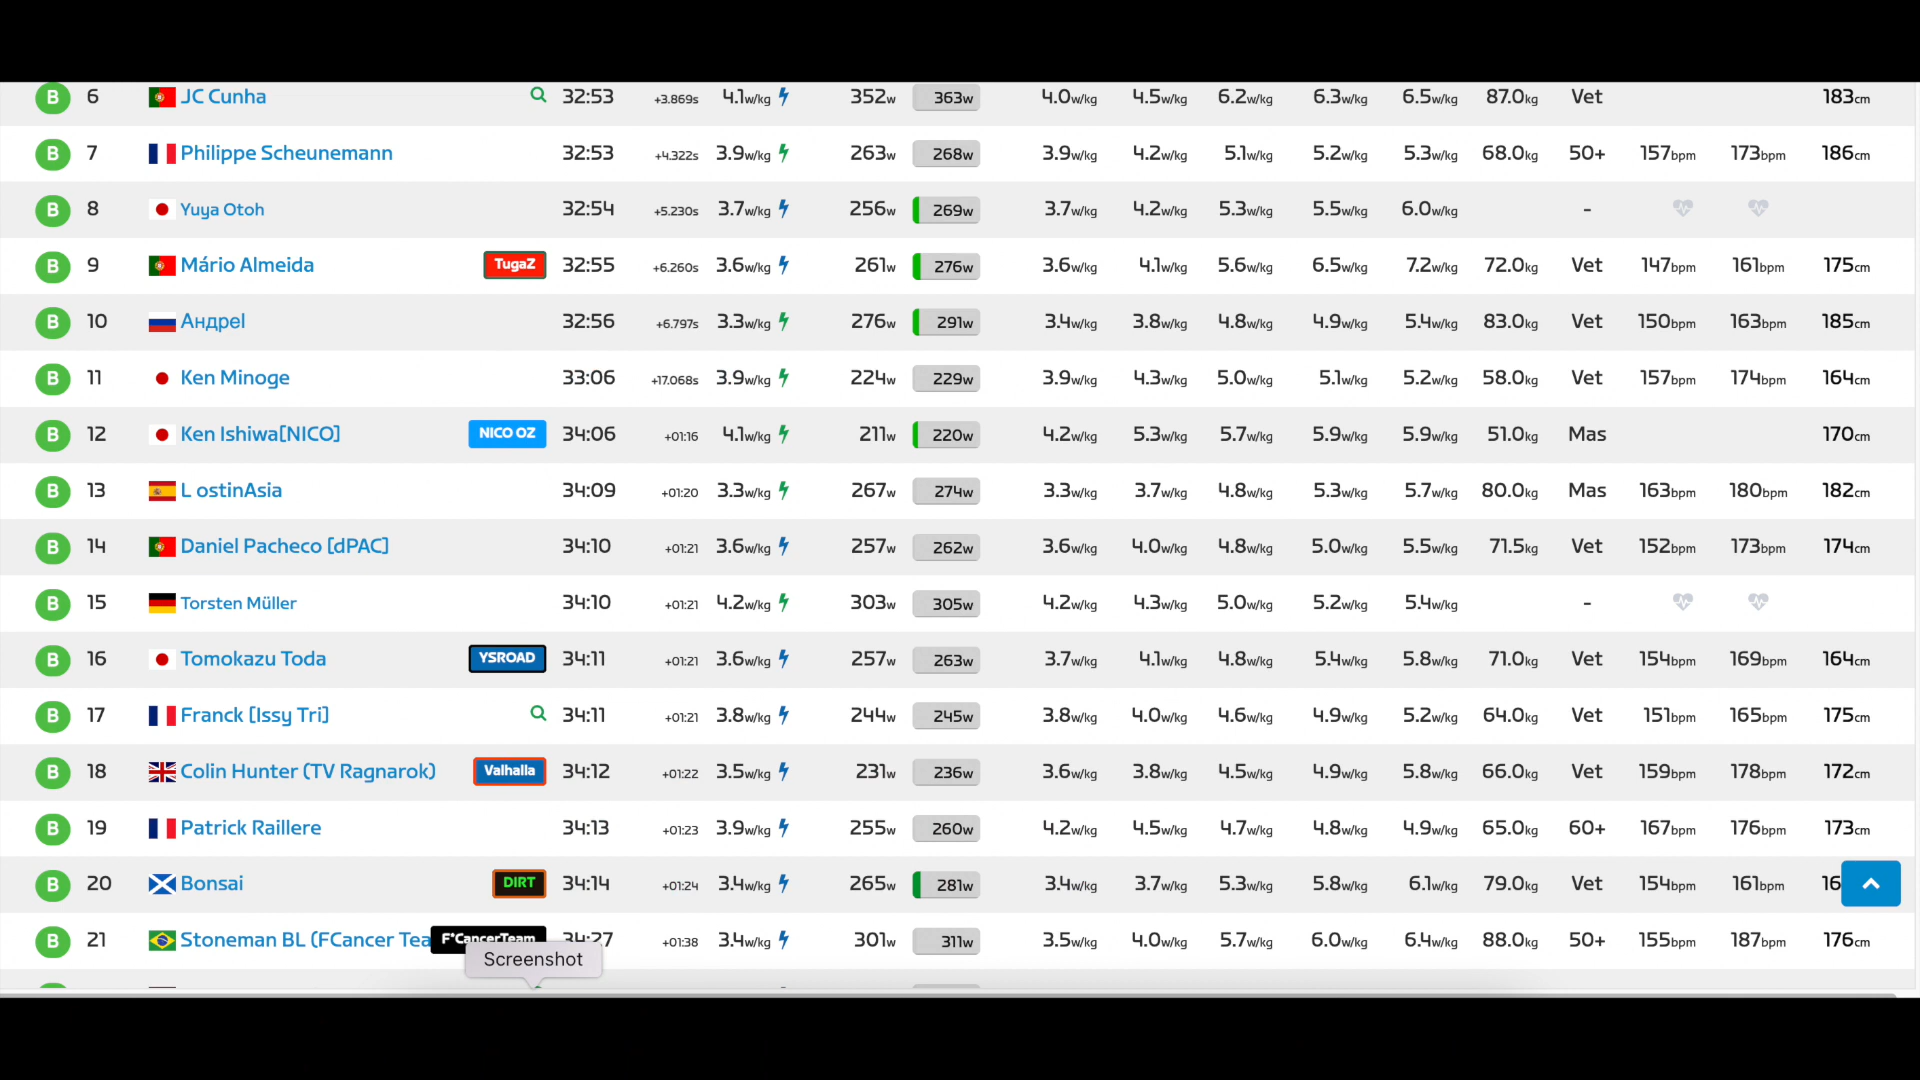 B 6 JC Cunha 32:53 +3.869s 4.1w/kg 352w 363w 4.0w/kg 4.5w/kg 6.2w/kg 6.3w/kg 6.5w/kg 87.0kg Vet 183cm
B 7 Philippe Scheunemann 32:53 +4.322s 3.9w/kg 263w 268w 3.9w/kg 4.2w/kg 5.1w/kg 5.2w/kg 5.3w/kg 68.0kg 50+ 157bpm 173bpm 186cm
B 8 Yuya Otoh 32:54 +5.230s 3.7w/kg 256w 269w 3.7w/kg 4.2w/kg 5.3w/kg 5.5w/kg 6.0w/kg -
B 9 Mário Almeida TugaZ 32:55 +6.260s 3.6w/kg 261w 276w 3.6w/kg 4.1w/kg 5.6w/kg 6.5w/kg 7.2w/kg 72.0kg Vet 147bpm 161bpm 175cm
B 10 Андрel 32:56 +6.797s 3.3w/kg 276w 291w 3.4w/kg 3.8w/kg 4.8w/kg 4.9w/kg 5.4w/kg 83.0kg Vet 150bpm 163bpm 185cm
B 11 Ken Minoge 33:06 +17.068s 3.9w/kg 224w 229w 3.9w/kg 4.3w/kg 5.0w/kg 5.1w/kg 5.2w/kg 58.0kg Vet 157bpm 174bpm 164cm
B 12 Ken Ishiwa[NICO] NICO OZ 34:06 +01:16 4.1w/kg 211w 220w 4.2w/kg 5.3w/kg 5.7w/kg 5.9w/kg 5.9w/kg 51.0kg Mas 170cm
B 13 L ostinAsia 34:09 +01:20 3.3w/kg 267w 274w 3.3w/kg 3.7w/kg 4.8w/kg 5.3w/kg 5.7w/kg 80.0kg Mas 163bpm 180bpm 182cm
B 14 Daniel Pacheco [dPAC] 34:10 +01:21 3.6w/kg 257w 262w 3.6w/kg 4.0w/kg 4.8w/kg 5.0w/kg 5.5w/kg 71.5kg Vet 152bpm 173bpm 174cm
B 15 Torsten Müller 34:10 +01:21 4.2w/kg 303w 305w 4.2w/kg 4.3w/kg 5.0w/kg 5.2w/kg 5.4w/kg -
B 16 Tomokazu Toda YSROAD 34:11 +01:21 3.6w/kg 257w 263w 3.7w/kg 4.1w/kg 4.8w/kg 5.4w/kg 5.8w/kg 71.0kg Vet 154bpm 169bpm 164cm
B 17 Franck [Issy Tri] 34:11 +01:21 3.8w/kg 244w 245w 3.8w/kg 4.0w/kg 4.6w/kg 4.9w/kg 5.2w/kg 64.0kg Vet 151bpm 165bpm 175cm
B 18 Colin Hunter (TV Ragnarok) Valhalla 34:12 +01:22 3.5w/kg 231w 236w 3.6w/kg 3.8w/kg 4.5w/kg 4.9w/kg 5.8w/kg 66.0kg Vet 159bpm 178bpm 172cm
B 19 Patrick Raillere 34:13 +01:23 3.9w/kg 255w 260w 4.2w/kg 4.5w/kg 4.7w/kg 4.8w/kg 4.9w/kg 65.0kg 60+ 167bpm 176bpm 173cm
B 20 Bonsai DIRT 34:14 +01:24 3.4w/kg 265w 281w 3.4w/kg 3.7w/kg 5.3w/kg 5.8w/kg 6.1w/kg 79.0kg Vet 154bpm 161bpm 16
B 21 Stoneman BL (FCancer Tea F*CancerTeam 34:27 +01:38 3.4w/kg 301w 311w 3.5w/kg 4.0w/kg 5.7w/kg 6.0w/kg 6.4w/kg 88.0kg 50+ 155bpm 187bpm 176cm
Screenshot